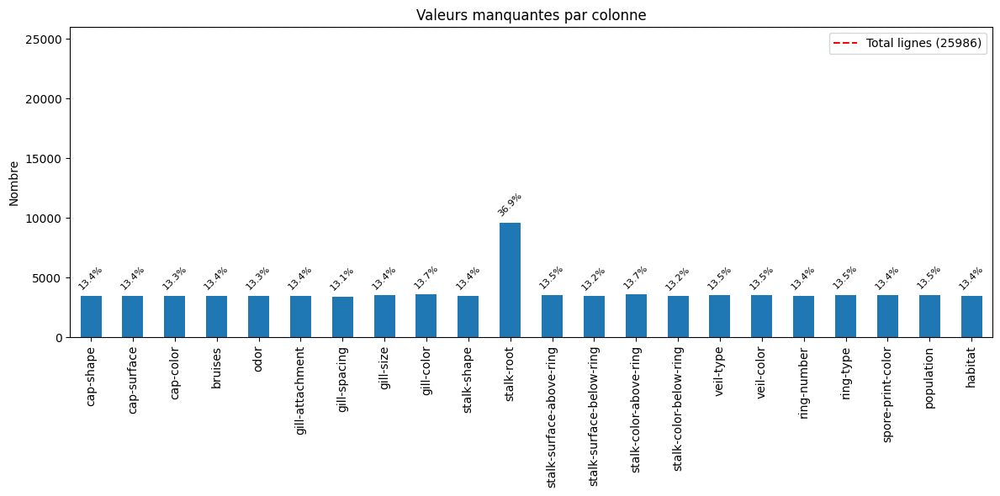 Valeurs manquantes par colonne
Total lignes (25986)
25000
20000
15000
10000
5000
0
Nombre
13.4%
13.4%
13.3%
13.4%
13.3%
13.4%
13.1%
13.4%
13.7%
13.4%
36.9%
13.5%
13.2%
13.7%
13.2%
13.5%
13.5%
13.4%
13.5%
13.4%
13.5%
13.4%
cap-shape
cap-surface
cap-color
bruises
odor
gill-attachment
gill-spacing
gill-size
gill-color
stalk-shape
stalk-root
stalk-surface-above-ring
stalk-surface-below-ring
stalk-color-above-ring
stalk-color-below-ring
veil-type
veil-color
ring-number
ring-type
spore-print-color
population
habitat